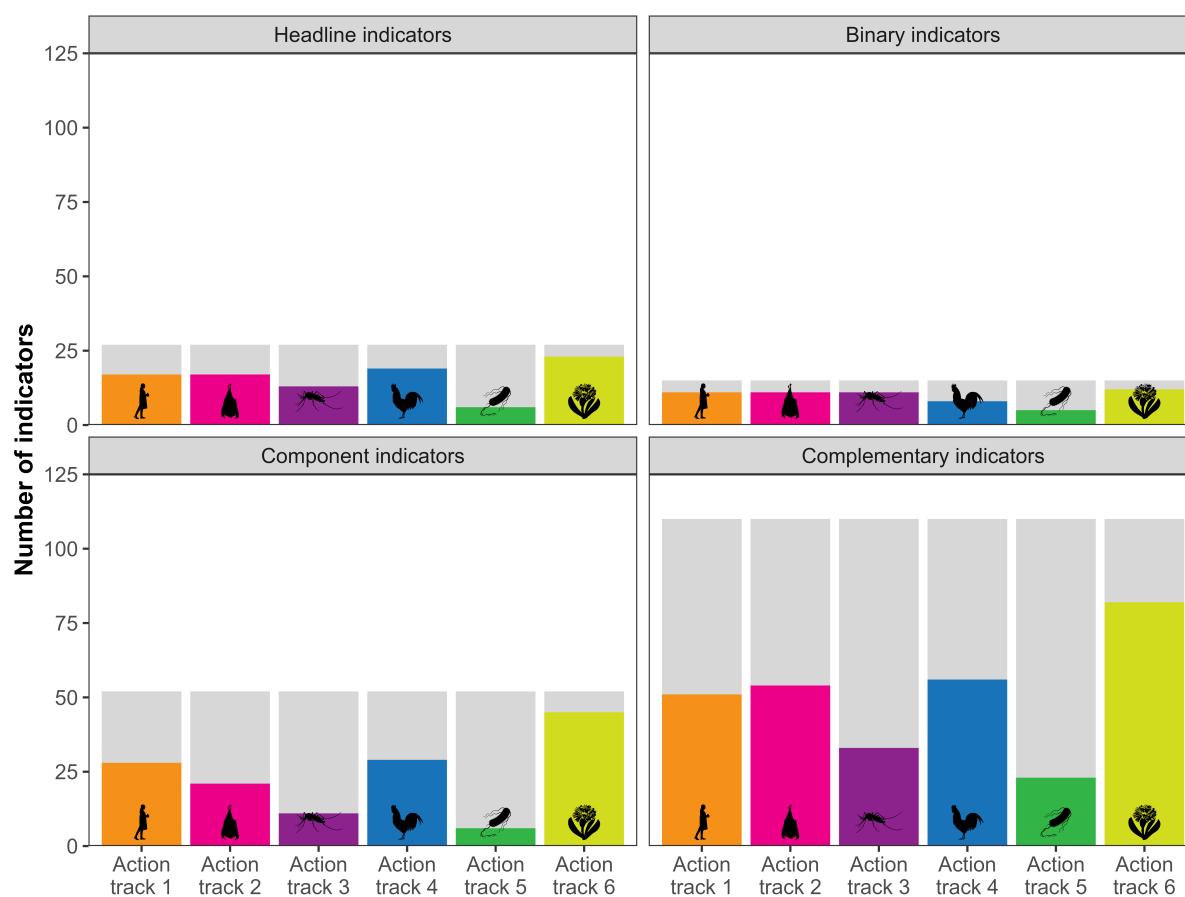 Headline indicators
Binary indicators
125
100
75
50
25
0
Number of indicators
Component indicators
Complementary indicators
125
100
75
50
25
0
Action
track 1
Action
track 2
Action
track 3
Action
track 4
Action
track 5
Action
track 6
Action
track 1
Action
track 2
Action
track 3
Action
track 4
Action
track 5
Action
track 6